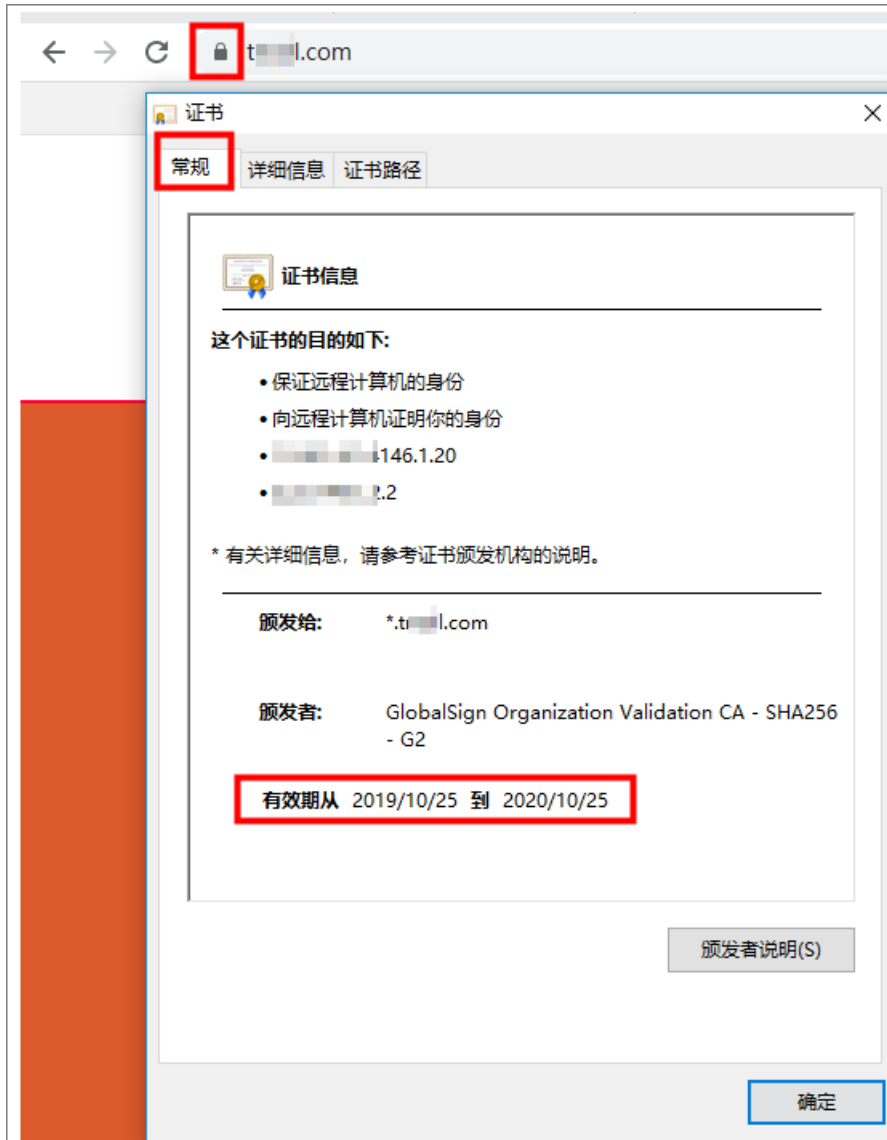 t l.com
证书
常规 详细信息 证书路径
证书信息
这个证书的目的如下:
• 保证远程计算机的身份
• 向远程计算机证明你的身份
• 4146.1.20
• 2.2
* 有关详细信息，请参考证书颁发机构的说明。
颁发给: *.tr l.com
颁发者: GlobalSign Organization Validation CA - SHA256
- G2
有效期从 2019/10/25 到 2020/10/25
颁发者说明(S)
确定